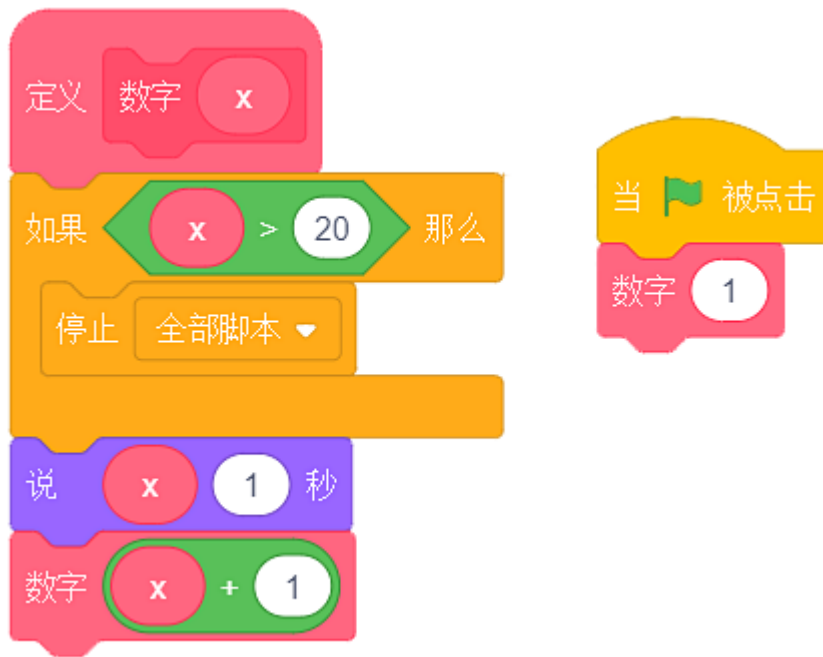 定义 数字 x
如果 x > 20 那么
停止 全部脚本
说 x 1 秒
数字 x + 1
当 被点击
数字 1